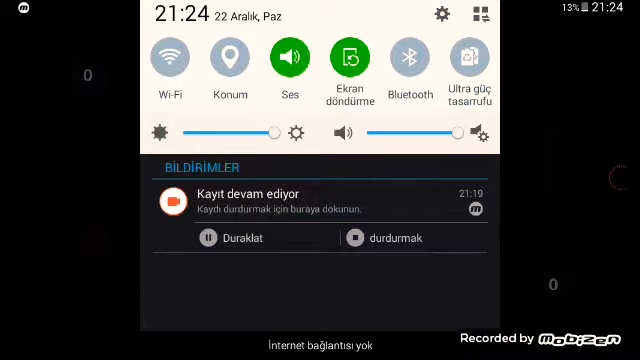 21:24 22 Aralık, Paz
13% 21:24
0
Wi-Fi
Konum
Ses
Ekran
döndürme
Bluetooth
Ultra güç
tasarrufu
BİLDİRİMLER
Kayıt devam ediyor 21:19
Kaydı durdurmak için buraya dokunun.
Duraklat durdurmak
0
İnternet bağlantısı yok
Recorded by Mobizen